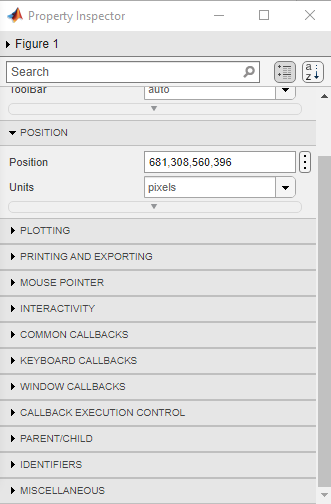 Property Inspector
Figure 1
Search
ToolBar auto
POSITION
Position 681,308,560,396
Units pixels
PLOTTING
PRINTING AND EXPORTING
MOUSE POINTER
INTERACTIVITY
COMMON CALLBACKS
KEYBOARD CALLBACKS
WINDOW CALLBACKS
CALLBACK EXECUTION CONTROL
PARENT/CHILD
IDENTIFIERS
MISCELLANEOUS